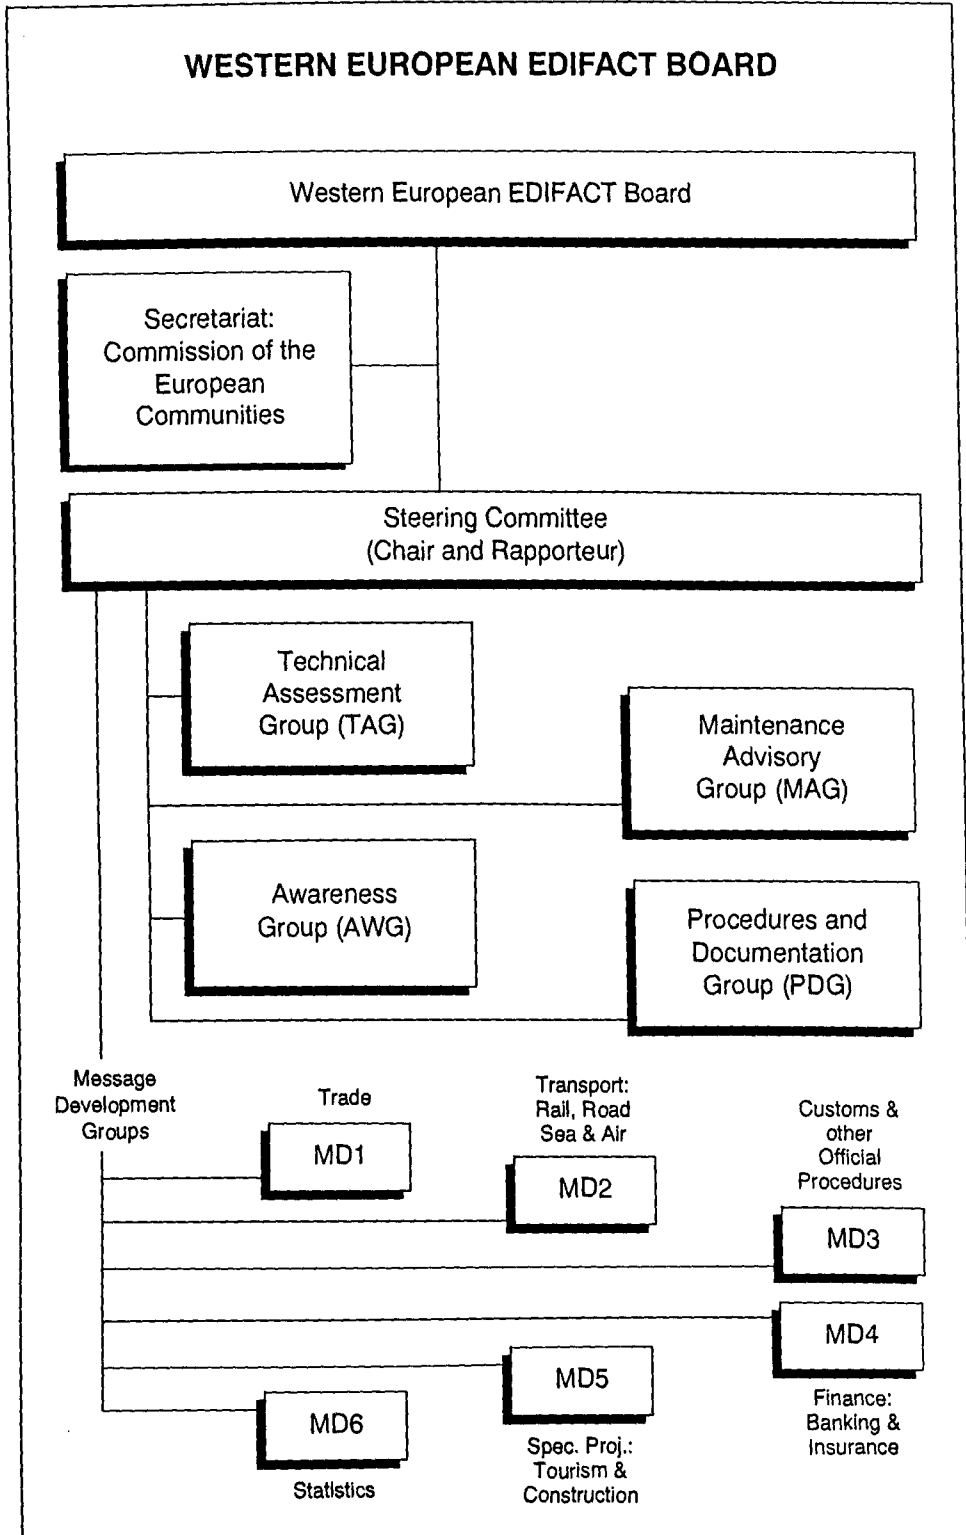 WESTERN EUROPEAN EDIFACT BOARD
Western European EDIFACT Board
Secretariat:
Commission of the
European
Communities
Steering Committee
(Chair and Rapporteur)
Technical
Assessment
Group (TAG)
Maintenance
Advisory
Group (MAG)
Awareness
Group (AWG)
Procedures and
Documentation
Group (PDG)
Message
Development
Groups
Trade
MD1
Transport:
Rail, Road
Sea & Air
MD2
Customs &
other
Official
Procedures
MD3
MD4
Finance:
Banking &
Insurance
MD5
Spec. Proj.:
Tourism &
Construction
MD6
Statistics